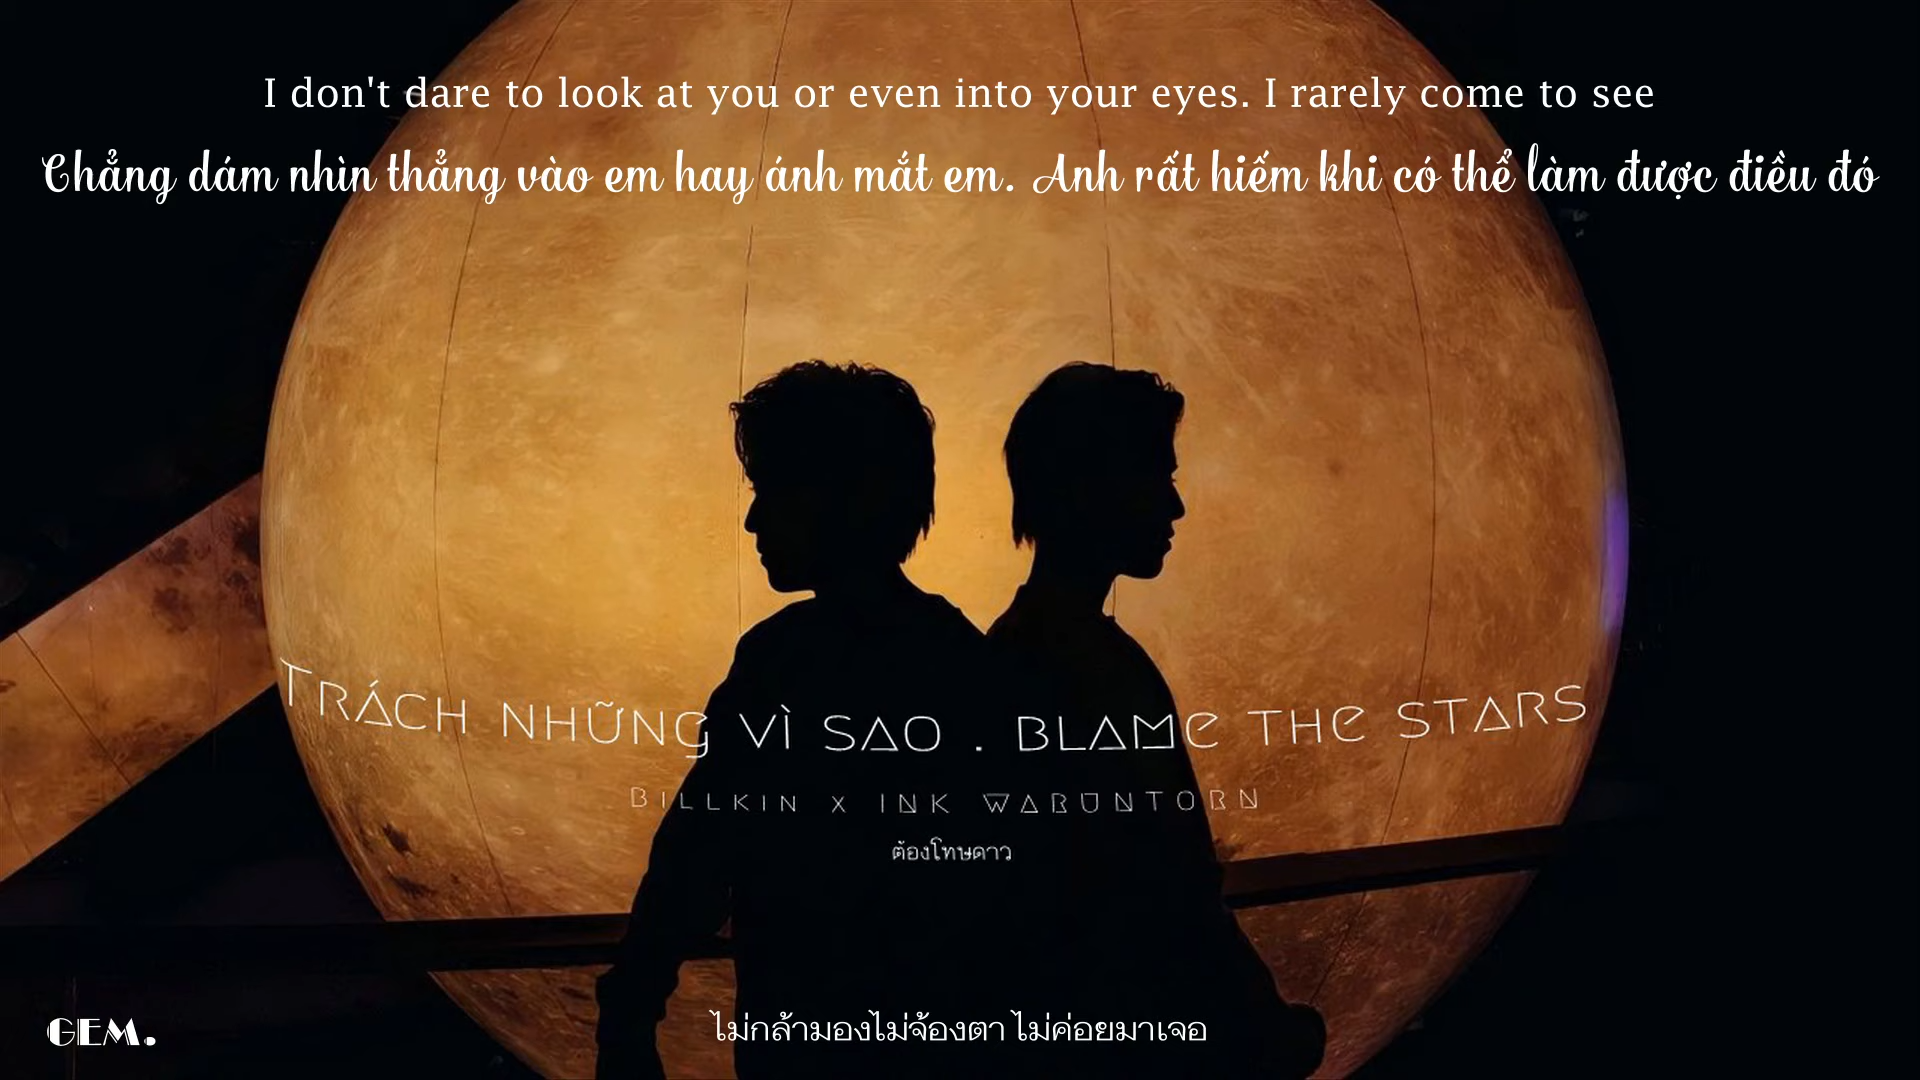 I don't dare to look at you or even into your eyes. I rarely come to see
Chẳng dám nhìn thẳng vào em hay ánh mắt em. Anh rất hiếm khi có thể làm được điều đó
TRÁCH NHỮNG VÌ SAO . BLAME THE STARS
BILLKIN X INK WARUNTORN
ต้องโทษดาว
ไม่กล้ามองไม่จ้องตา ไม่ค่อยมาเจอ
GEM.